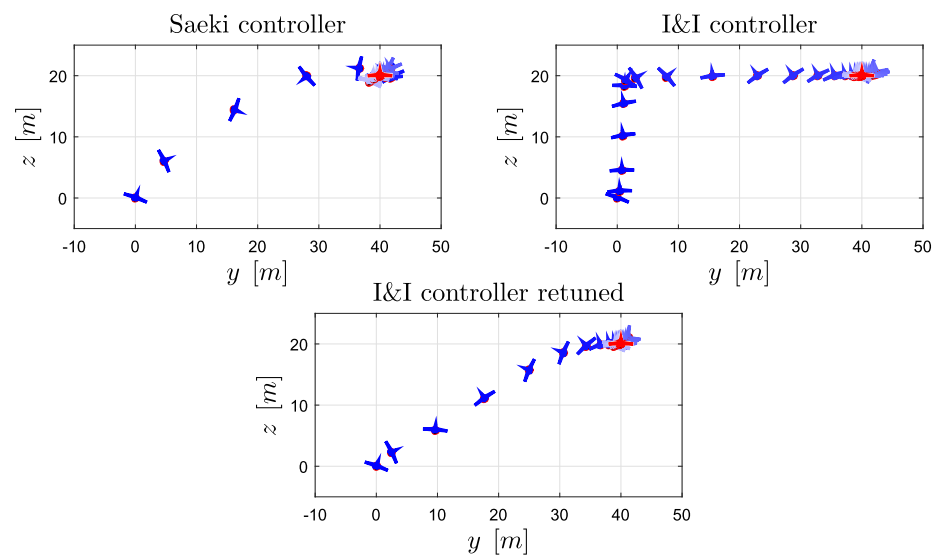 Saeki controller
z [m]
20
10
0
-10 0 10 20 30 40 50
y [m]
I&I controller
z [m]
20
10
0
-10 0 10 20 30 40 50
y [m]
I&I controller retuned
z [m]
20
10
0
-10 0 10 20 30 40 50
y [m]